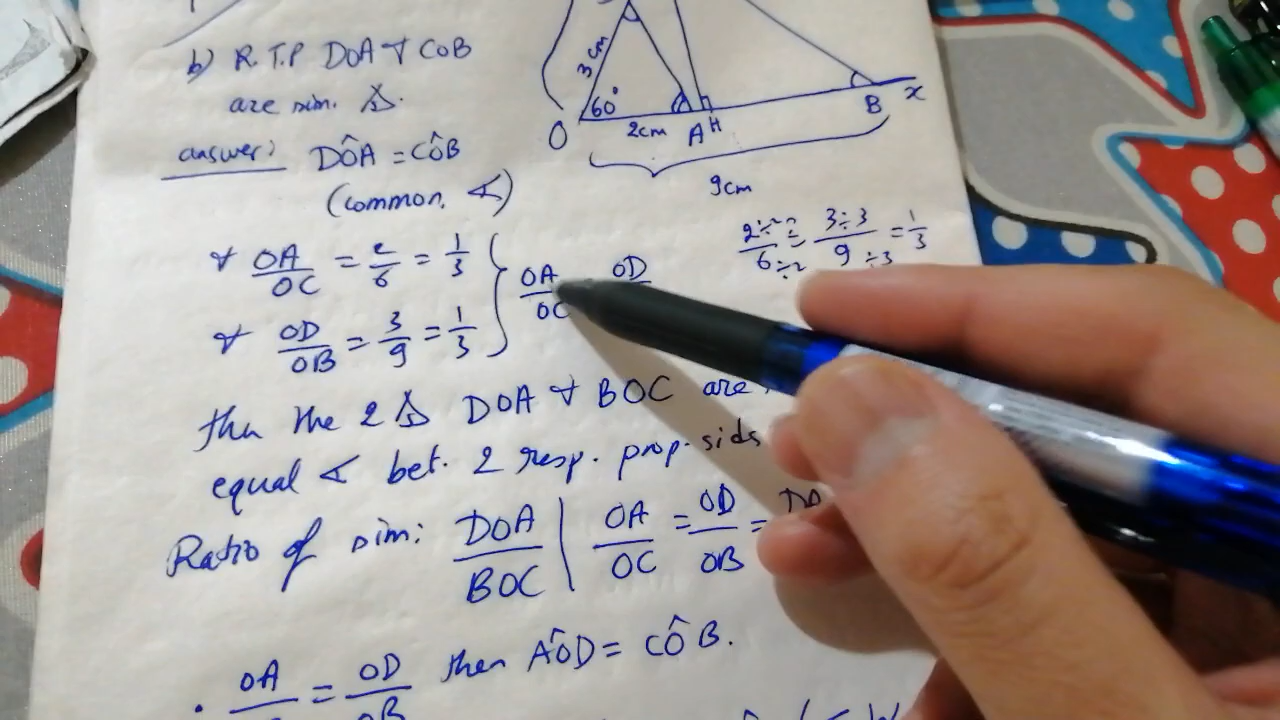 b) R.T.P DOA & COB
are sim. △s.
answer: DÔA = CÔB
(common ∢)
& OA/OC = 2/6 = 1/3
& OD/OB = 3/9 = 1/3
OA/OC OD
then the 2 △s DOA & BOC are
equal ∢ bet. 2 resp. prop. sids
Ratio of sim: DOA/BOC | OA/OC = OD/OB =
. OA = OD/OB then AÔD = CÔB.
3 cm
60°
O
2cm
A
H
B
x
9cm
2÷2/6÷2 = 3÷3/9÷3 = 1/3